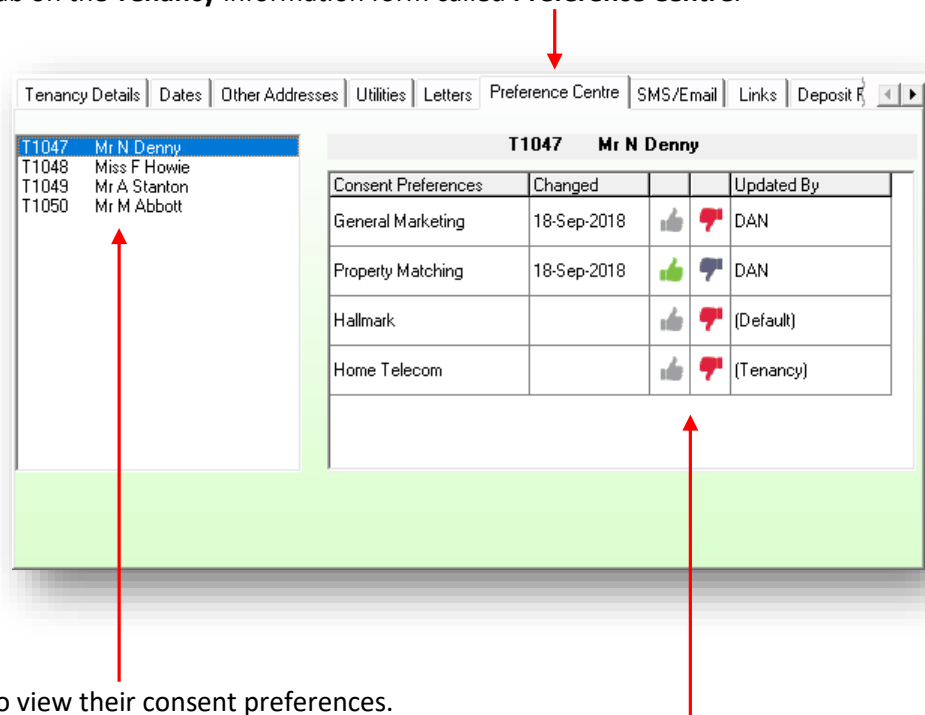 on the Tenancy information form called Preference Centre.
Tenancy Details Dates Other Addresses Utilities Letters Preference Centre SMS/Email Links Deposit
T1047 Mr N Denny
T1048 Miss F Howie
T1049 Mr A Stanton
T1050 Mr M Abbott
T1047 Mr N Denny
Consent Preferences Changed Updated By
General Marketing 18-Sep-2018 DAN
Property Matching 18-Sep-2018 DAN
Hallmark (Default)
Home Telecom (Tenancy)
view their consent preferences.